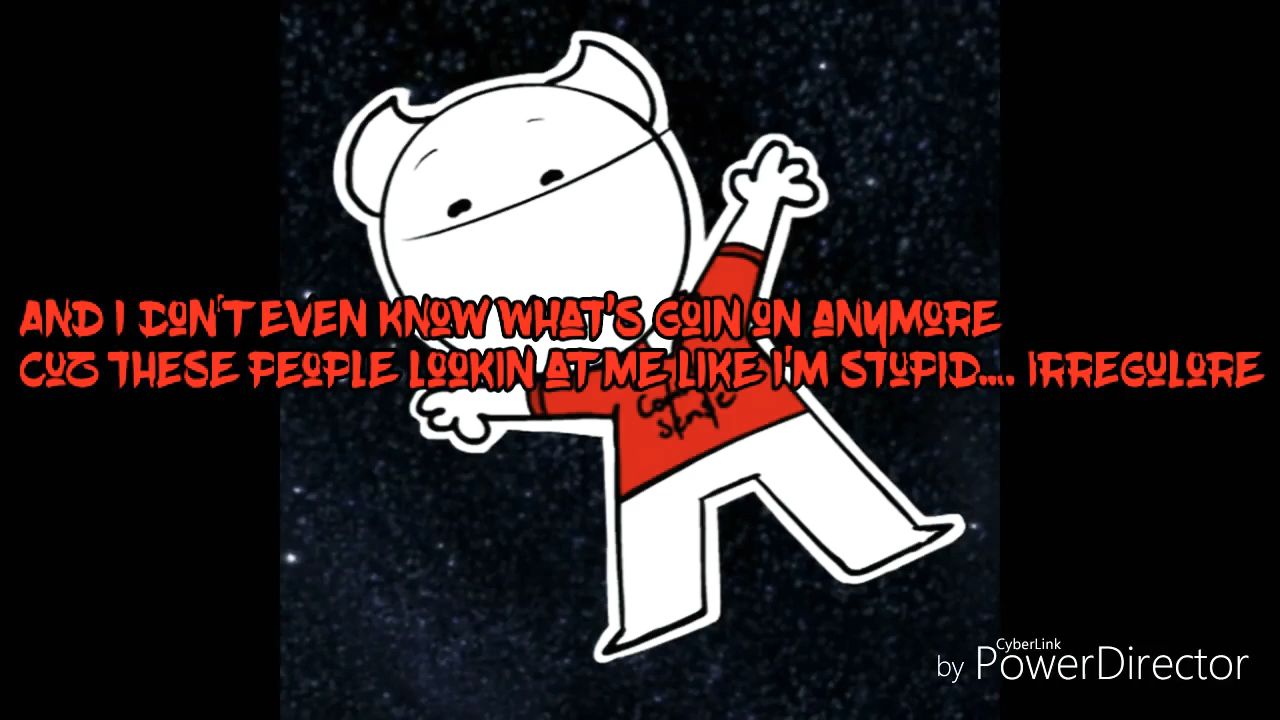 AND I DON'T EVEN KNOW WHAT'S GOIN ON ANYMORE
CUZ THESE PEOPLE LOOKIN AT ME LIKE I'M STUPID.... IRREGULORE
CyberLink
by PowerDirector